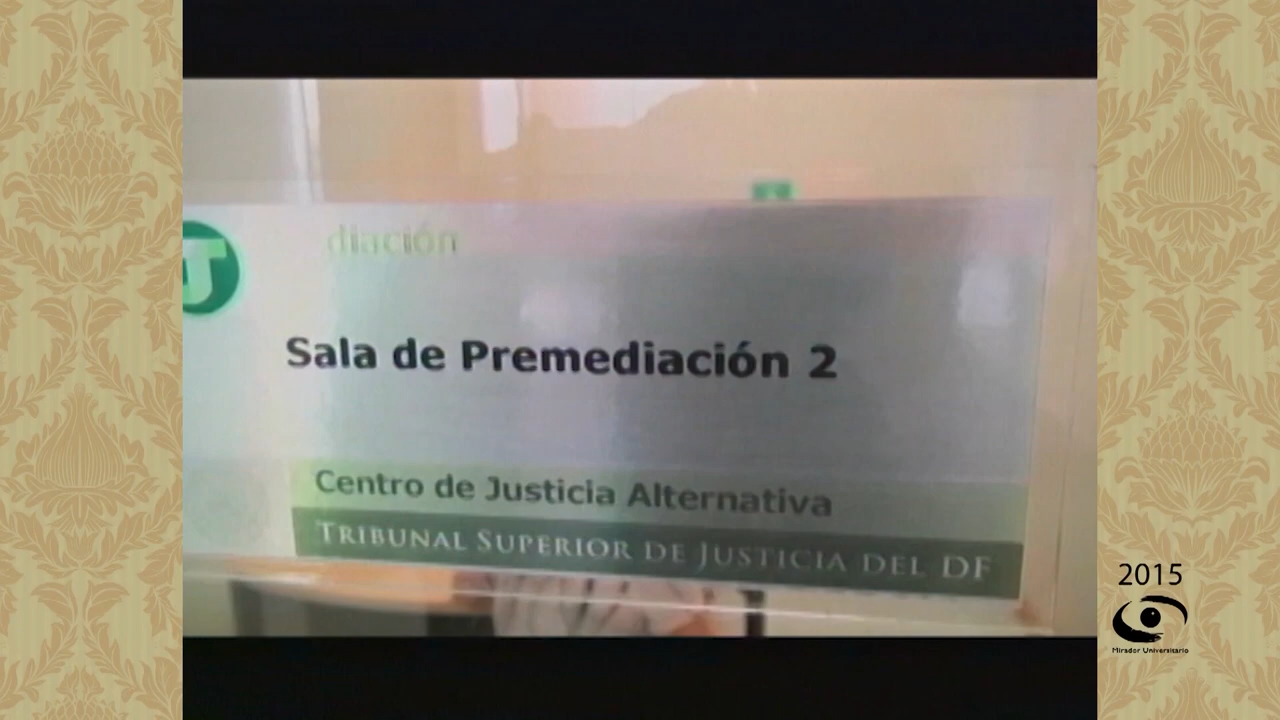 diación
Sala de Premediación 2
Centro de Justicia Alternativa
TRIBUNAL SUPERIOR DE JUSTICIA DEL DF
2015
Mirador Universitario